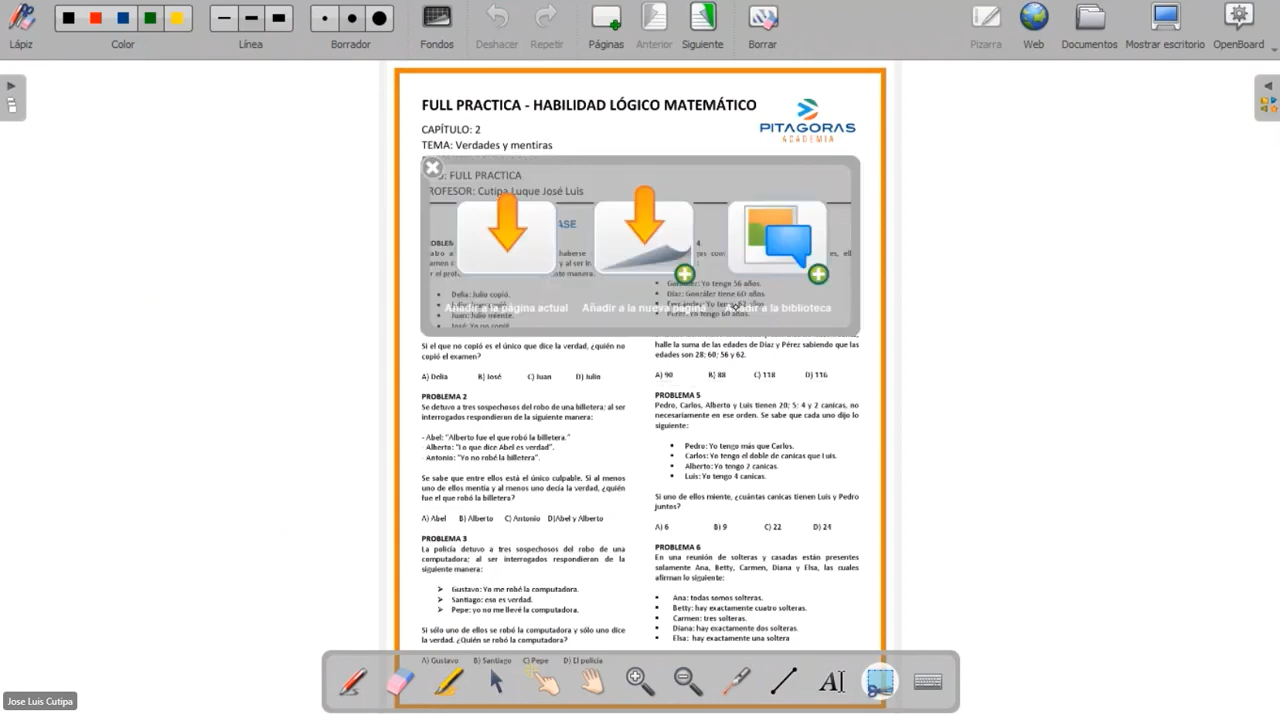 Lápiz
Color
Línea
Borrador
Fondos
Deshacer
Repetir
Páginas
Anterior
Siguiente
Borrar
Pizarra
Web
Documentos
Mostrar escritorio
OpenBoard
FULL PRACTICA - HABILIDAD LÓGICO MATEMÁTICO
PITAGORAS
ACADEMIA
CAPÍTULO: 2
TEMA: Verdades y mentiras
FULL PRACTICA
ROFESOR: Cutipa Luque José Luis
Delia: Julio copió.
Juan: Julio miente.
José: Yo no copié
Añadir a la página actual
Añadir a la nueva página
Añadir a la biblioteca
Si el que no copió es el único que dice la verdad, ¿quién no
copió el examen?
A) Delia B) José C) Juan D) Julio
PROBLEMA 2
Se detuvo a tres sospechosos del robo de una billetera; al ser
interrogados respondieron de la siguiente manera:
- Abel: "Alberto fue el que robó la billetera."
Alberto: "Lo que dice Abel es verdad".
Antonio: "Yo no robé la billetera".
Se sabe que entre ellos está el único culpable. Si al menos
uno de ellos mentía y al menos uno decía la verdad, ¿quién
fue el que robó la billetera?
A) Abel B) Alberto C) Antonio D)Abel y Alberto
PROBLEMA 3
La policía detuvo a tres sospechosos del robo de una
computadora; al ser interrogados respondieron de la
siguiente manera:
Gustavo: Yo me robé la computadora.
Santiago: eso es verdad.
Pepe: yo no me llevé la computadora.
Si sólo uno de ellos se robó la computadora y sólo uno dice
la verdad. ¿Quién se robó la computadora?
A) Gustavo B) Santiago C) Pepe D) El policía
González: Yo tengo 56 años.
Díaz: González tiene 60 años
Pérez: Yo tengo 60 años.
halle la suma de las edades de Díaz y Pérez sabiendo que las
edades son 28; 60; 56 y 62.
A) 90 B) 88 C) 118 D) 116
PROBLEMA 5
Pedro, Carlos, Alberto y Luis tienen 20; 5; 4 y 2 canicas, no
necesariamente en ese orden. Se sabe que cada uno dijo lo
siguiente:
Pedro: Yo tengo más que Carlos.
Carlos: Yo tengo el doble de canicas que Luis.
Alberto: Yo tengo 2 canicas.
Luis: Yo tengo 4 canicas.
Si uno de ellos miente, ¿cuántas canicas tienen Luis y Pedro
juntos?
A) 6 B) 9 C) 22 D) 24
PROBLEMA 6
En una reunión de solteras y casadas están presentes
solamente Ana, Betty, Carmen, Diana y Elsa, las cuales
afirman lo siguiente:
Ana: todas somos solteras.
Betty: hay exactamente cuatro solteras.
Carmen: tres solteras.
Diana: hay exactamente dos solteras.
Elsa: hay exactamente una soltera
Jose Luis Cutipa